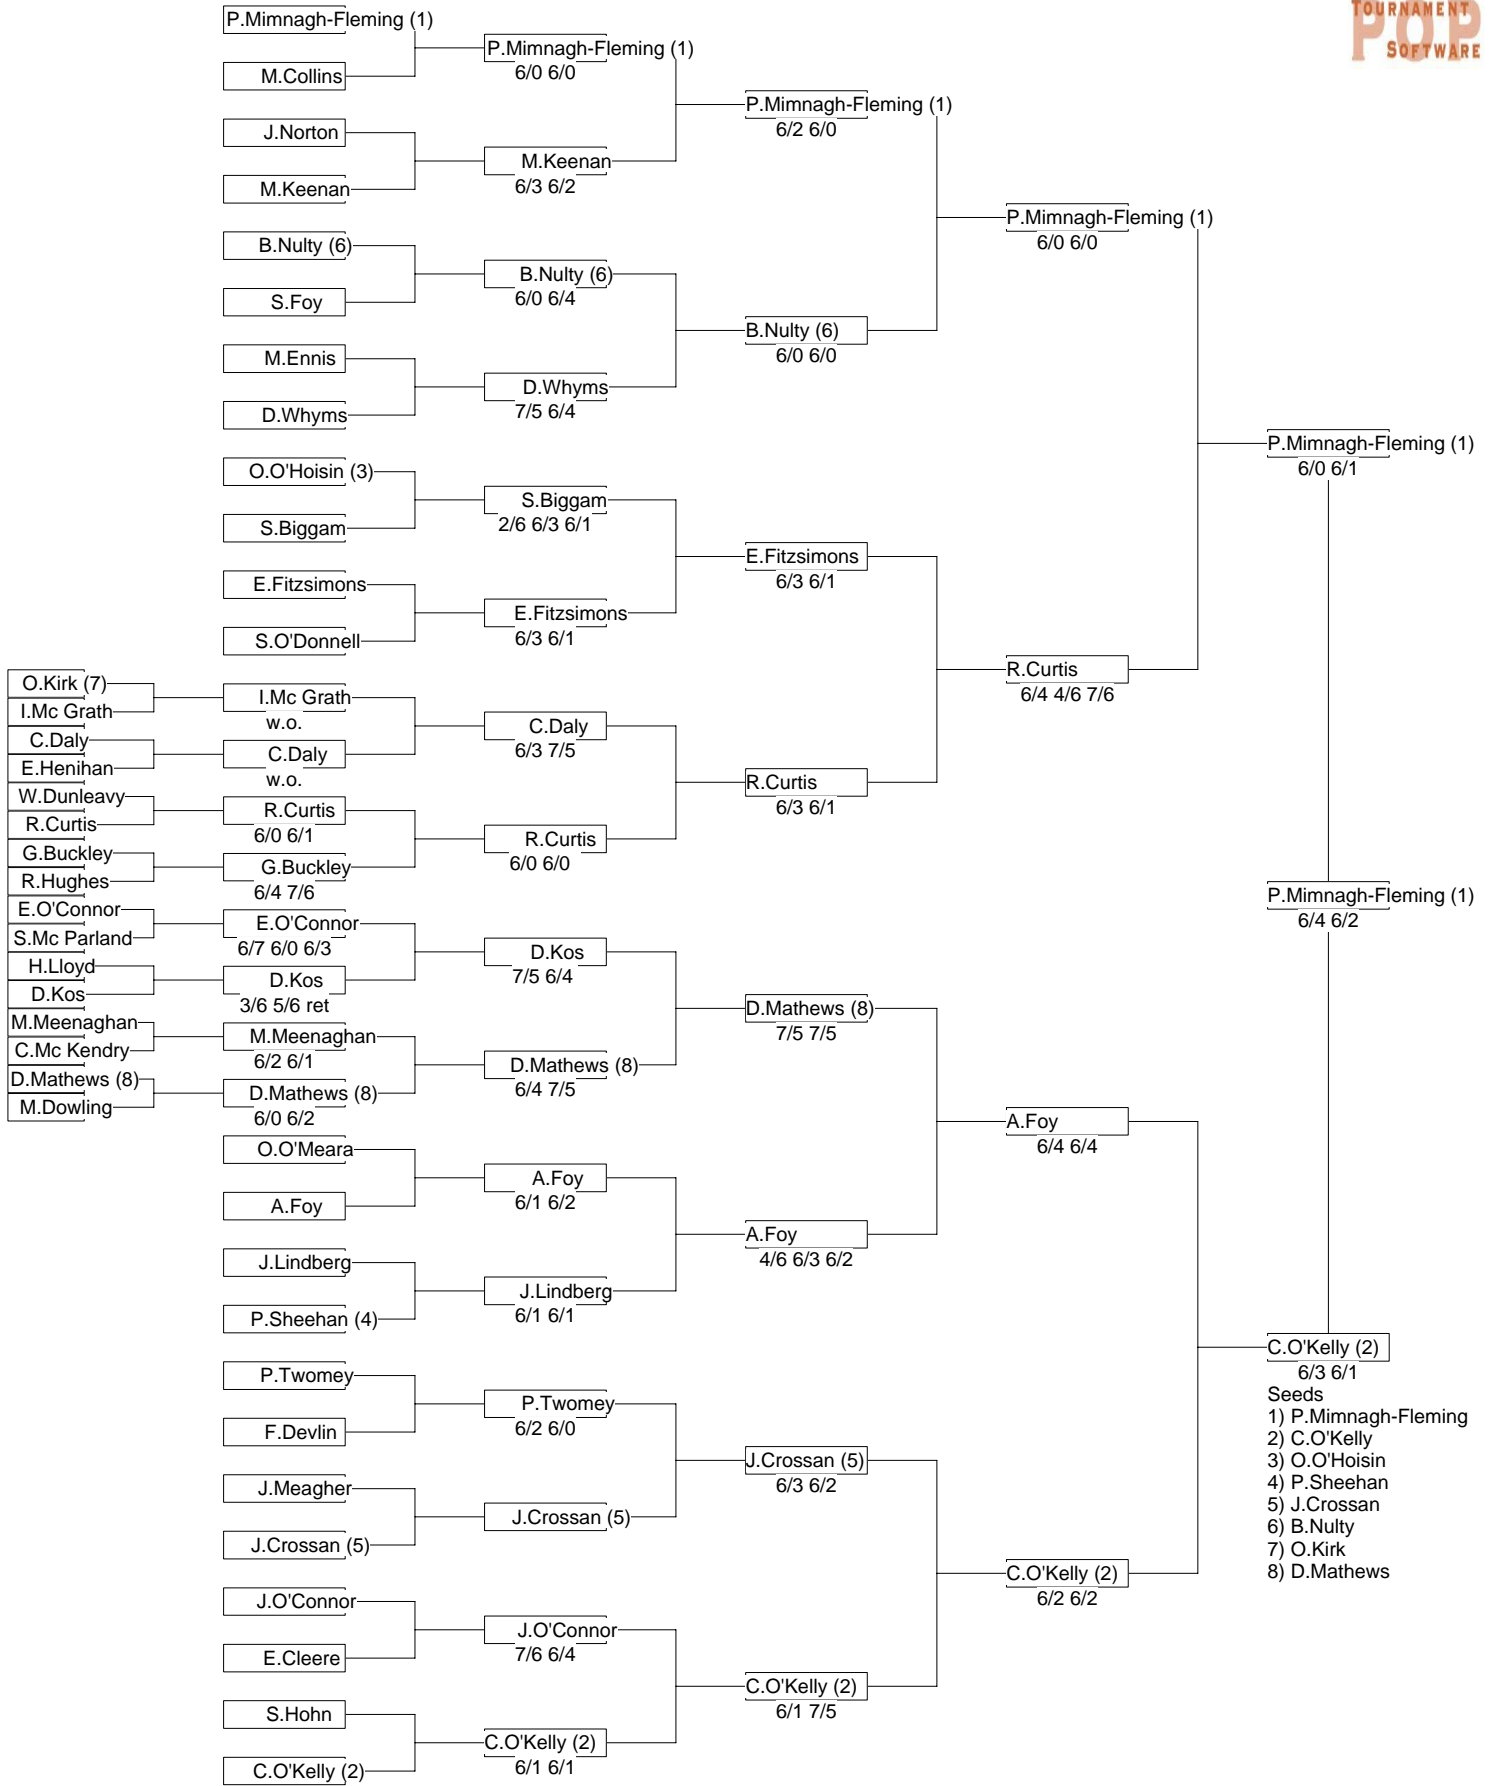 TOURNAMENT
POP
SOFTWARE
P.Mimnagh-Fleming (1)
M.Collins
J.Norton
M.Keenan
B.Nulty (6)
S.Foy
M.Ennis
D.Whyms
O.O'Hoisin (3)
S.Biggam
E.Fitzsimons
S.O'Donnell
O.Kirk (7)
I.Mc Grath
C.Daly
E.Henihan
W.Dunleavy
R.Curtis
G.Buckley
R.Hughes
E.O'Connor
S.Mc Parland
H.Lloyd
D.Kos
M.Meenaghan
C.Mc Kendry
D.Mathews (8)
M.Dowling
I.Mc Grath
w.o.
C.Daly
w.o.
R.Curtis
6/0 6/1
G.Buckley
6/4 7/6
E.O'Connor
6/7 6/0 6/3
D.Kos
3/6 5/6 ret
M.Meenaghan
6/2 6/1
D.Mathews (8)
6/0 6/2
O.O'Meara
A.Foy
J.Lindberg
P.Sheehan (4)
P.Twomey
F.Devlin
J.Meagher
J.Crossan (5)
J.O'Connor
E.Cleere
S.Hohn
C.O'Kelly (2)
P.Mimnagh-Fleming (1)
6/0 6/0
M.Keenan
6/3 6/2
B.Nulty (6)
6/0 6/4
D.Whyms
7/5 6/4
S.Biggam
2/6 6/3 6/1
E.Fitzsimons
6/3 6/1
C.Daly
6/3 7/5
R.Curtis
6/0 6/0
D.Kos
7/5 6/4
D.Mathews (8)
6/4 7/5
A.Foy
6/1 6/2
J.Lindberg
6/1 6/1
P.Twomey
6/2 6/0
J.Crossan (5)
J.O'Connor
7/6 6/4
C.O'Kelly (2)
6/1 6/1
P.Mimnagh-Fleming (1)
6/2 6/0
B.Nulty (6)
6/0 6/0
E.Fitzsimons
6/3 6/1
R.Curtis
6/3 6/1
D.Mathews (8)
7/5 7/5
A.Foy
4/6 6/3 6/2
J.Crossan (5)
6/3 6/2
C.O'Kelly (2)
6/1 7/5
P.Mimnagh-Fleming (1)
6/0 6/0
R.Curtis
6/4 4/6 7/6
A.Foy
6/4 6/4
C.O'Kelly (2)
6/2 6/2
P.Mimnagh-Fleming (1)
6/0 6/1
P.Mimnagh-Fleming (1)
6/4 6/2
C.O'Kelly (2)
6/3 6/1
Seeds
1) P.Mimnagh-Fleming
2) C.O'Kelly
3) O.O'Hoisin
4) P.Sheehan
5) J.Crossan
6) B.Nulty
7) O.Kirk
8) D.Mathews